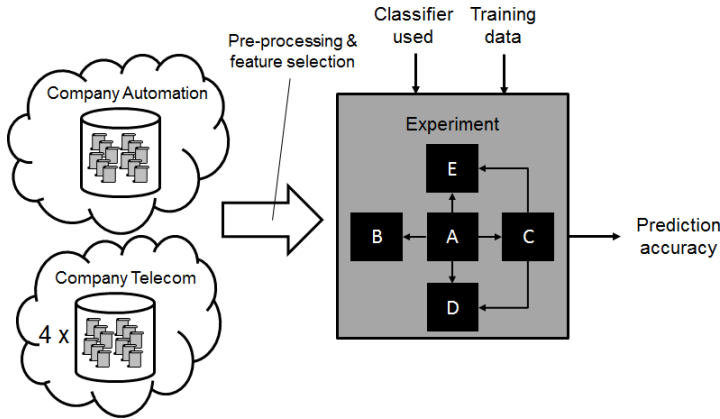 Classifier
used
Training
data
Pre-processing &
feature selection
Company Automation
Experiment
E
B
A
C
D
Prediction
accuracy
Company Telecom
4 x